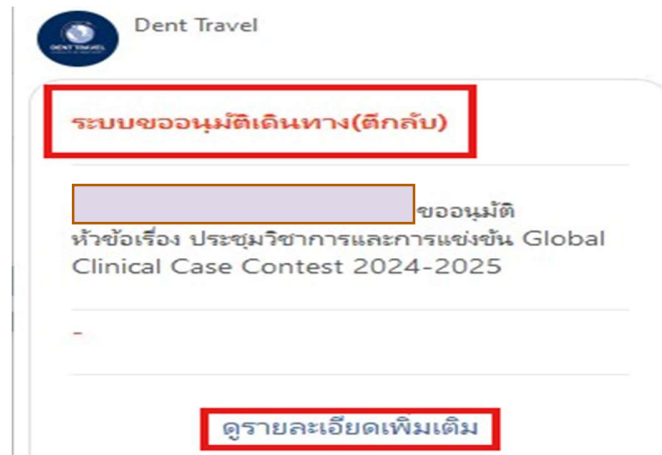 Dent Travel
DENT TRAVEL
ระบบขออนุมัติเดินทาง(ตีกลับ)
ขออนุมัติ
หัวข้อเรื่อง ประชุมวิชาการและการแข่งขัน Global
Clinical Case Contest 2024-2025
-
ดูรายละเอียดเพิ่มเติม